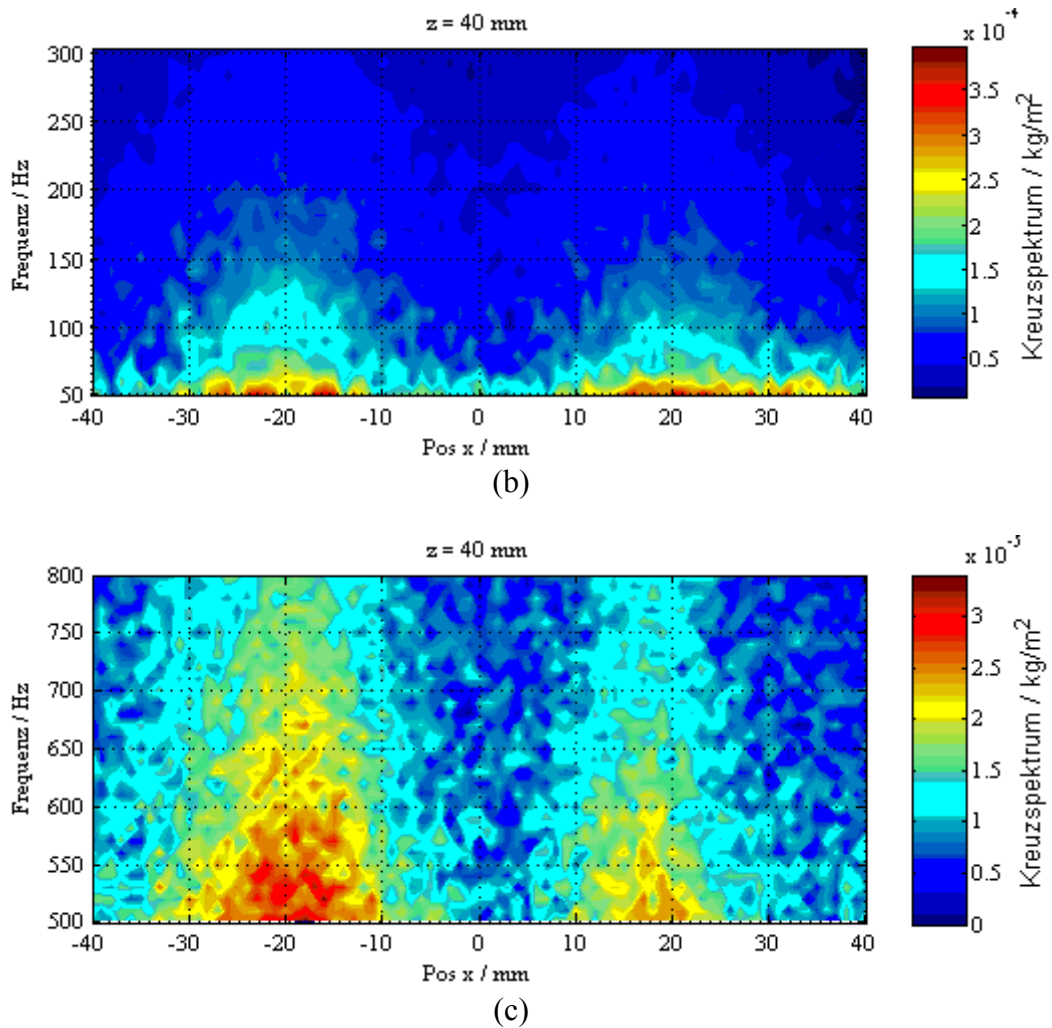 z = 40 mm
x 10⁻⁴
300
250
200
150
100
50
Frequenz / Hz
-40 -30 -20 -10 0 10 20 30 40
Pos x / mm
3.5
3
2.5
2
1.5
1
0.5
Kreuzspektrum / kg/m²
(b)
z = 40 mm
x 10⁻⁵
800
750
700
650
600
550
500
Frequenz / Hz
-40 -30 -20 -10 0 10 20 30 40
Pos x / mm
3
2.5
2
1.5
1
0.5
0
Kreuzspektrum / kg/m²
(c)